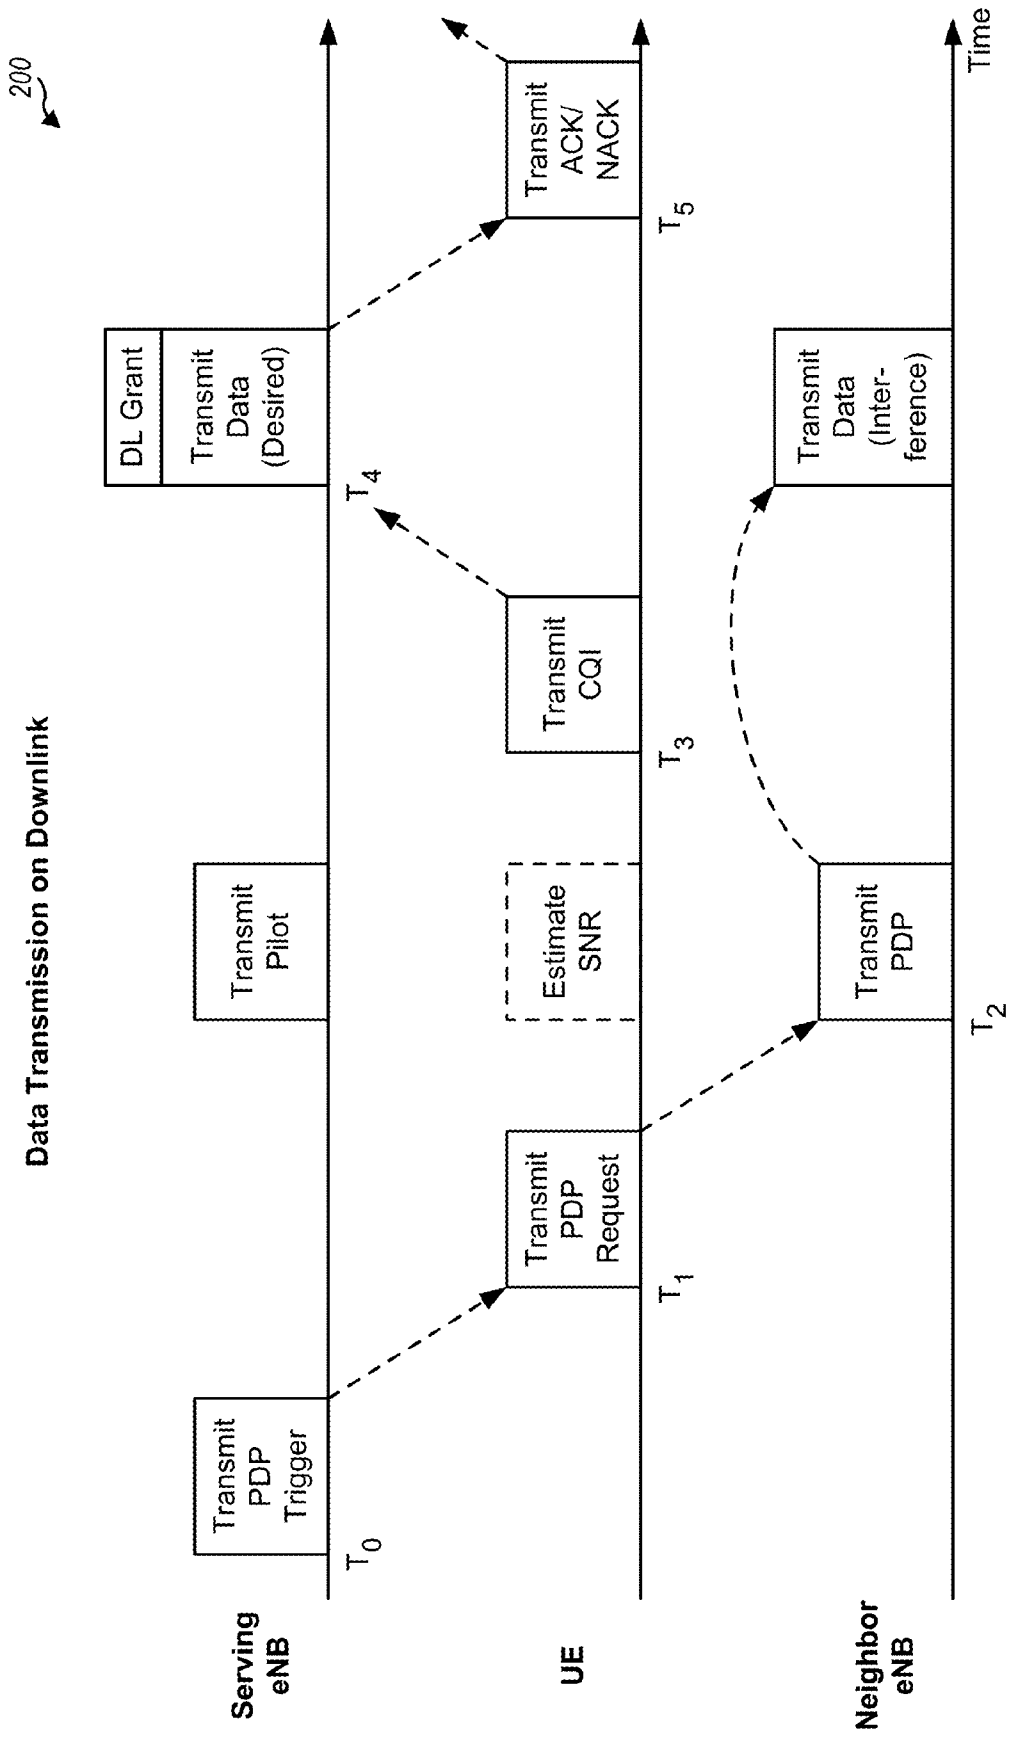 Data Transmission on Downlink
200
Serving
eNB
Transmit
PDP
Trigger
T0
Transmit
Pilot
DL Grant
Transmit
Data
(Desired)
T4
UE
Transmit
PDP
Request
T1
Estimate
SNR
Transmit
CQI
T3
Transmit
ACK/
NACK
T5
Neighbor
eNB
Transmit
PDP
T2
Transmit
Data
(Inter-
ference)
Time